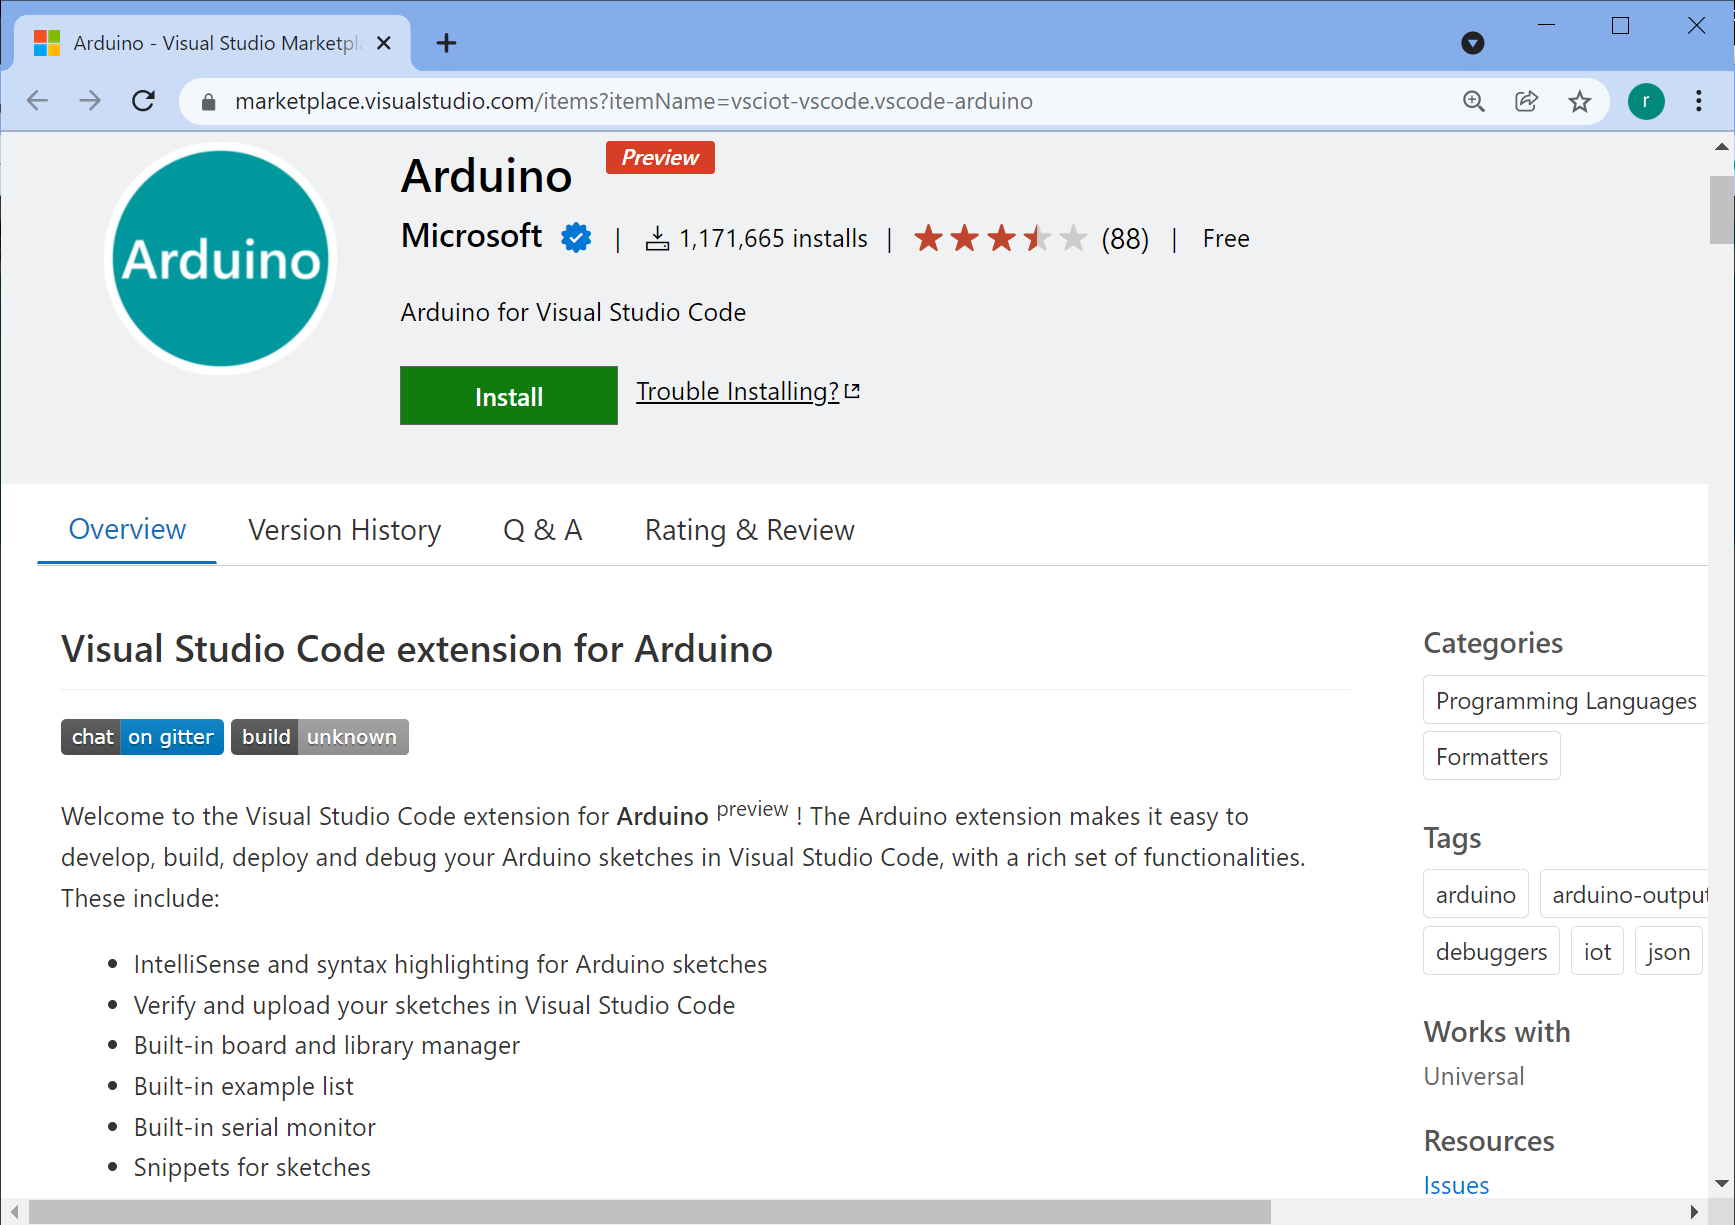 Arduino - Visual Studio Marketpl
marketplace.visualstudio.com/items?itemName=vsciot-vscode.vscode-arduino
r
Arduino
Arduino
Preview
Microsoft | 1,171,665 installs | (88) | Free
Arduino for Visual Studio Code
Install
Trouble Installing?
Overview Version History Q & A Rating & Review
Visual Studio Code extension for Arduino
chat on gitter build unknown
Welcome to the Visual Studio Code extension for Arduino preview ! The Arduino extension makes it easy to
develop, build, deploy and debug your Arduino sketches in Visual Studio Code, with a rich set of functionalities.
These include:
• IntelliSense and syntax highlighting for Arduino sketches
• Verify and upload your sketches in Visual Studio Code
• Built-in board and library manager
• Built-in example list
• Built-in serial monitor
• Snippets for sketches
Categories
Programming Languages
Formatters
Tags
arduino arduino-output
debuggers iot json
Works with
Universal
Resources
Issues